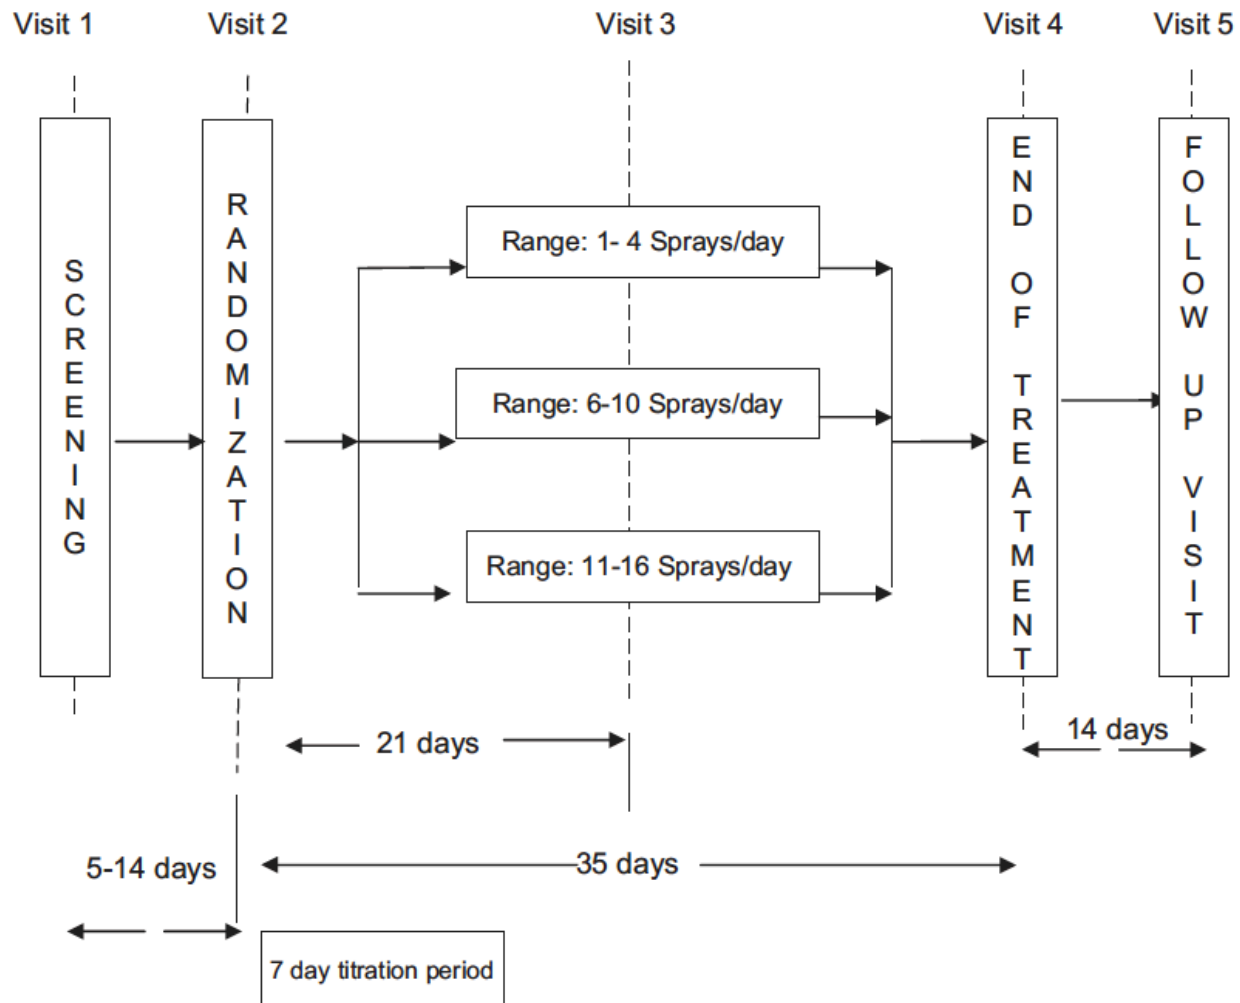 Visit 1 Visit 2 Visit 3 Visit 4 Visit 5
SCREENING
RANDOMIZATION
Range: 1- 4 Sprays/day
Range: 6-10 Sprays/day
Range: 11-16 Sprays/day
END OF TREATMENT
FOLLOW UP VISIT
21 days
14 days
5-14 days
35 days
7 day titration period